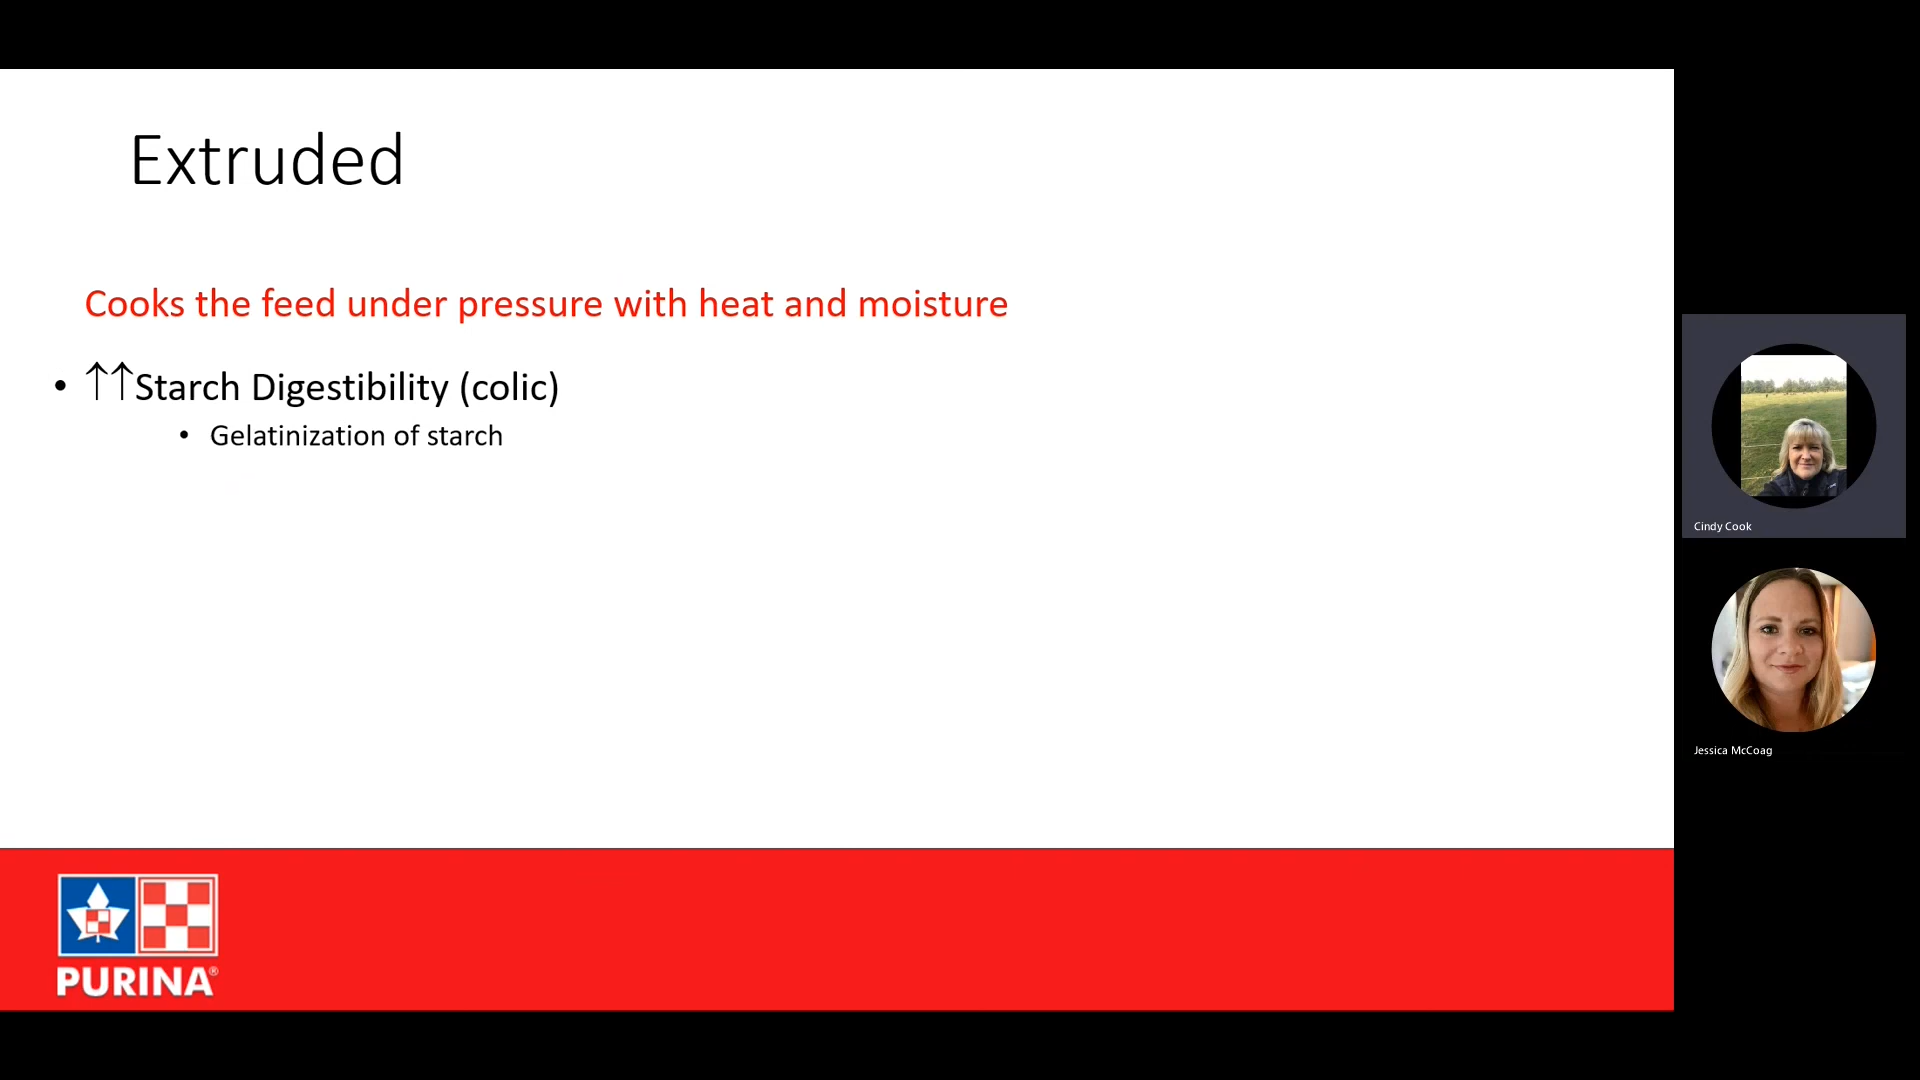 Extruded
Cooks the feed under pressure with heat and moisture
• ↑↑Starch Digestibility (colic)
• Gelatinization of starch
Cindy Cook
Jessica McCoag
PURINA®